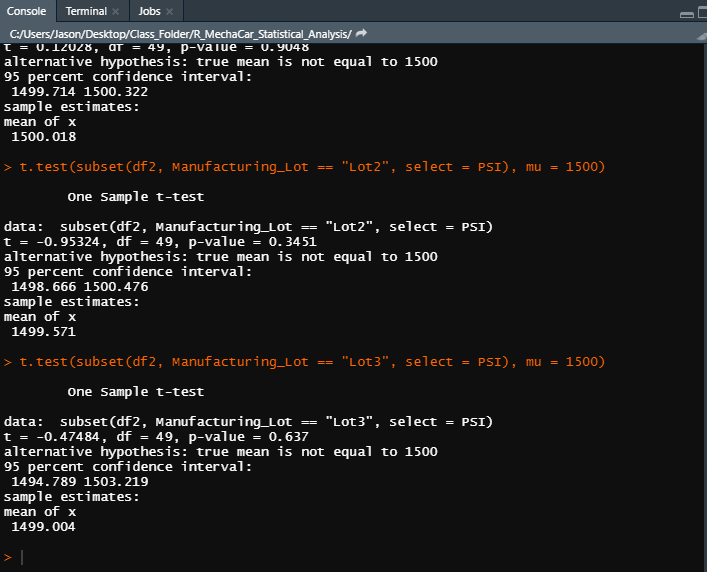 Console Terminal × Jobs ×
C:/Users/Jason/Desktop/Class_Folder/R_MechaCar_Statistical_Analysis/
t = 0.12028, df = 49, p-value = 0.9048
alternative hypothesis: true mean is not equal to 1500
95 percent confidence interval:
 1499.714 1500.322
sample estimates:
mean of x
 1500.018
> t.test(subset(df2, Manufacturing_Lot == "Lot2", select = PSI), mu = 1500)
        One Sample t-test
data:  subset(df2, Manufacturing_Lot == "Lot2", select = PSI)
t = -0.95324, df = 49, p-value = 0.3451
alternative hypothesis: true mean is not equal to 1500
95 percent confidence interval:
 1498.666 1500.476
sample estimates:
mean of x
 1499.571
> t.test(subset(df2, Manufacturing_Lot == "Lot3", select = PSI), mu = 1500)
        One Sample t-test
data:  subset(df2, Manufacturing_Lot == "Lot3", select = PSI)
t = -0.47484, df = 49, p-value = 0.637
alternative hypothesis: true mean is not equal to 1500
95 percent confidence interval:
 1494.789 1503.219
sample estimates:
mean of x
 1499.004
>